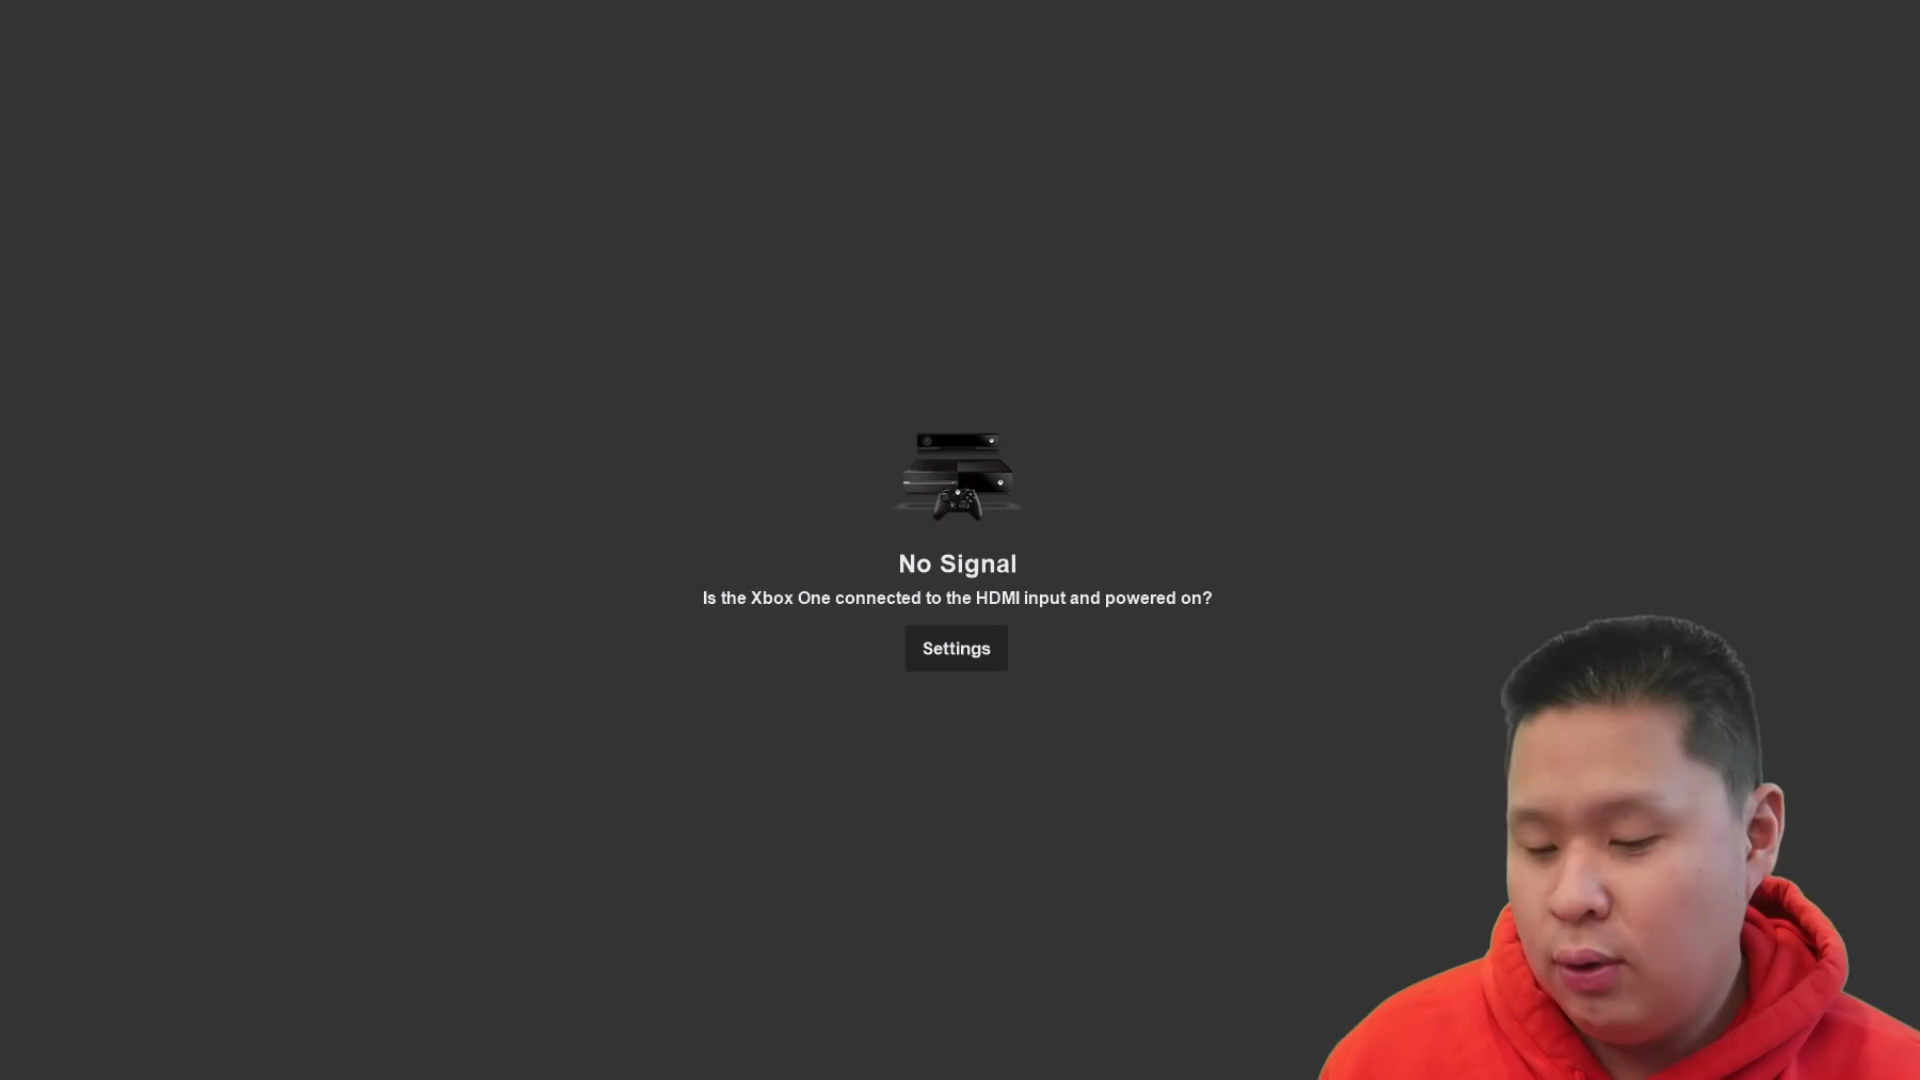 No Signal
Is the Xbox One connected to the HDMI input and powered on?
Settings